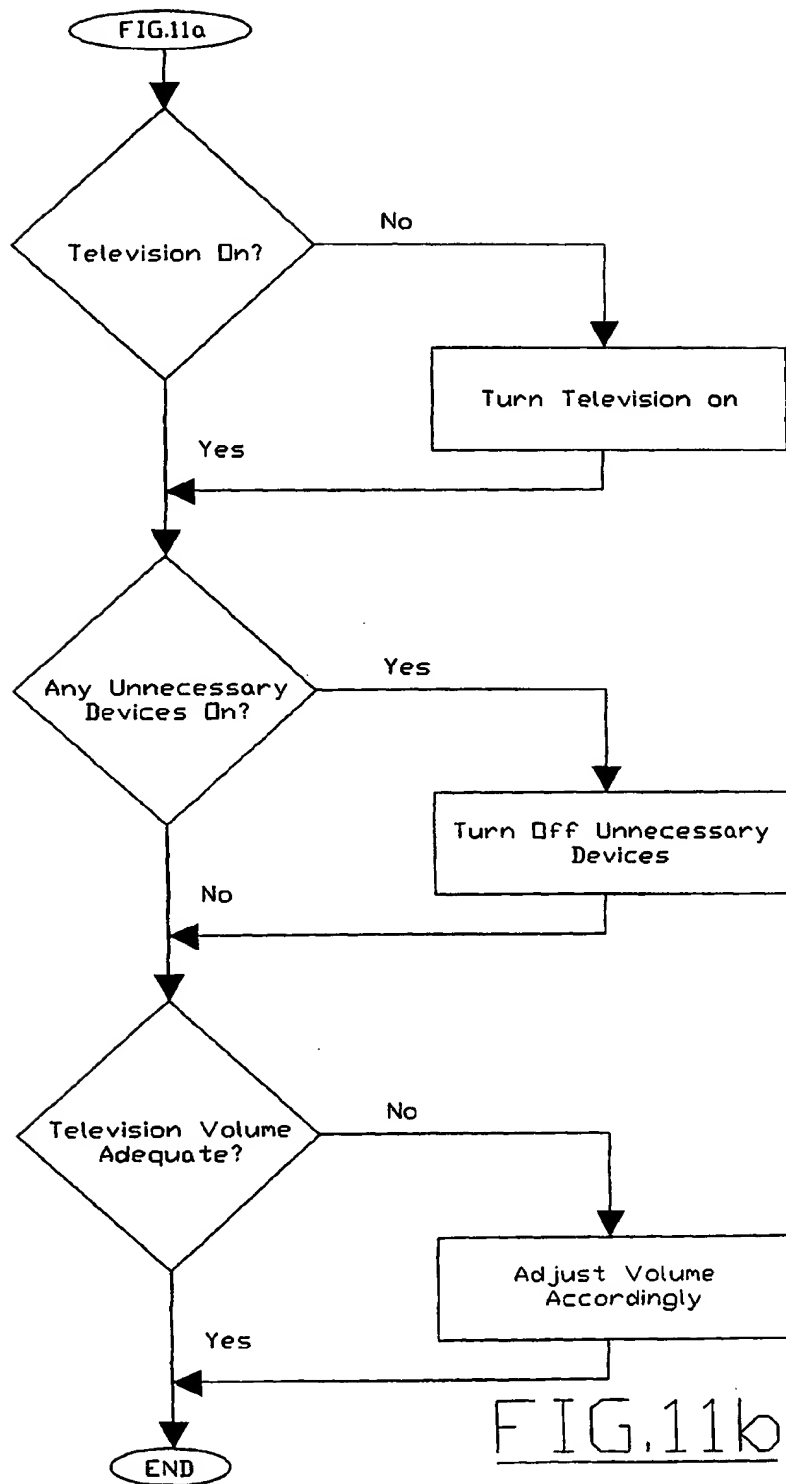 FIG.11a
Television On?
No
Turn Television on
Yes
Any Unnecessary
Devices On?
Yes
Turn Off Unnecessary
Devices
No
Television Volume
Adequate?
No
Adjust Volume
Accordingly
Yes
END
FIG.11b